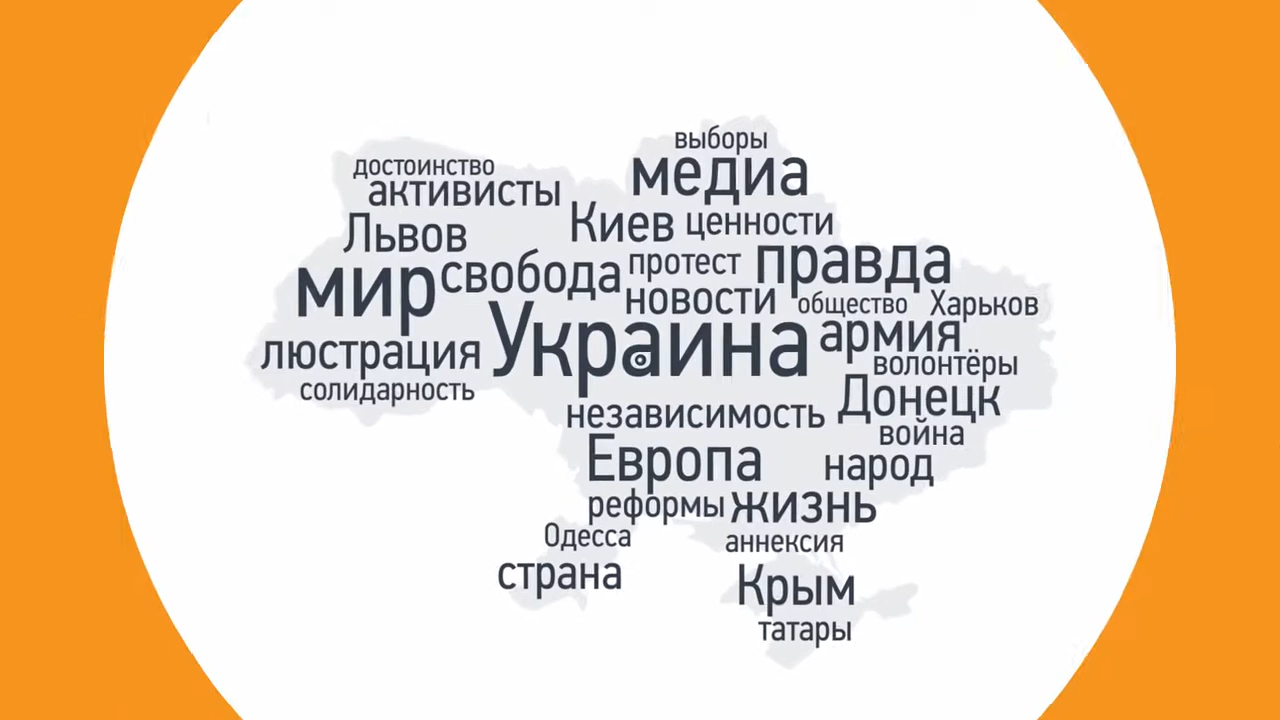 выборы
достоинство
медиа
активисты
Львов
Киев ценности
мир свобода протест правда
новости общество Харьков
Украина армия
люстрация
волонтёры
солидарность
независимость Донецк
война
Европа народ
реформы жизнь
Одесса аннексия
страна Крым
татары